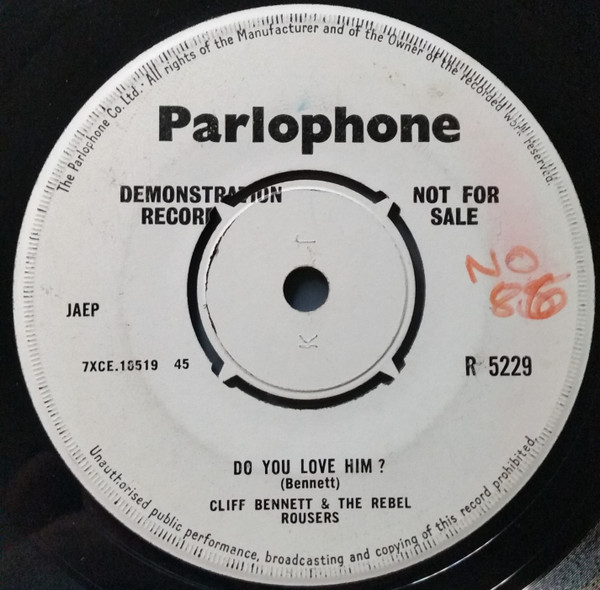 The Parlophone Co. Ltd. - All rights of the Manufacturer and of the Owner of the recorded work reserved.
Parlophone
DEMONSTRATION NOT FOR
RECORD SALE
NO
JAEP
J
K
7XCE.18519 45 R 5229
DO YOU LOVE HIM?
(Bennett)
CLIFF BENNETT & THE REBEL
ROUSERS
Unauthorised public performance, broadcasting and copying of this record prohibited.